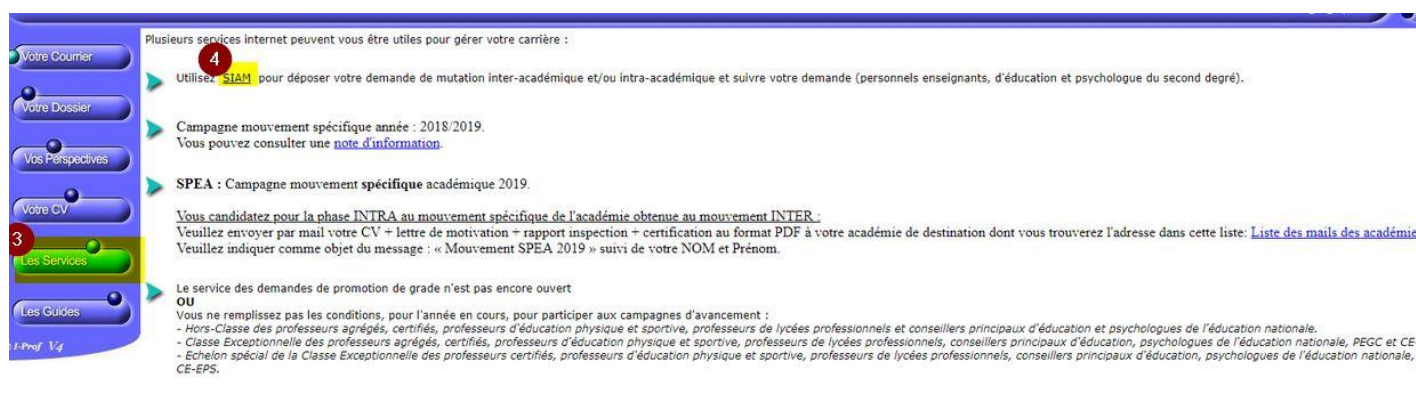 Plusieurs services internet peuvent vous être utiles pour gérer votre carrière :
Votre Courrier
4
Utilisez SIAM pour déposer votre demande de mutation inter-académique et/ou intra-académique et suivre votre demande (personnels enseignants, d'éducation et psychologue du second degré).
Votre Dossier
Campagne mouvement spécifique année : 2018/2019.
Vous pouvez consulter une note d'information.
Vos Perspectives
SPEA : Campagne mouvement spécifique académique 2019.
Votre CV
Vous candidatez pour la phase INTRA au mouvement spécifique de l'académie obtenue au mouvement INTER :
Veuillez envoyer par mail votre CV + lettre de motivation + rapport inspection + certification au format PDF à votre académie de destination dont vous trouverez l'adresse dans cette liste: Liste des mails des académie
Veuillez indiquer comme objet du message : « Mouvement SPEA 2019 » suivi de votre NOM et Prénom.
3
Les Services
Le service des demandes de promotion de grade n'est pas encore ouvert
OU
Les Guides
Vous ne remplissez pas les conditions, pour l'année en cours, pour participer aux campagnes d'avancement :
- Hors-Classe des professeurs agrégés, certifiés, professeurs d'éducation physique et sportive, professeurs de lycées professionnels et conseillers principaux d'éducation et psychologues de l'éducation nationale.
- Classe Exceptionnelle des professeurs agrégés, certifiés, professeurs d'éducation physique et sportive, professeurs de lycées professionnels, conseillers principaux d'éducation, psychologues de l'éducation nationale, PEGC et CE-
- Echelon spécial de la Classe Exceptionnelle des professeurs certifiés, professeurs d'éducation physique et sportive, professeurs de lycées professionnels, conseillers principaux d'éducation, psychologues de l'éducation nationale,
CE-EPS.
I-Prof V4